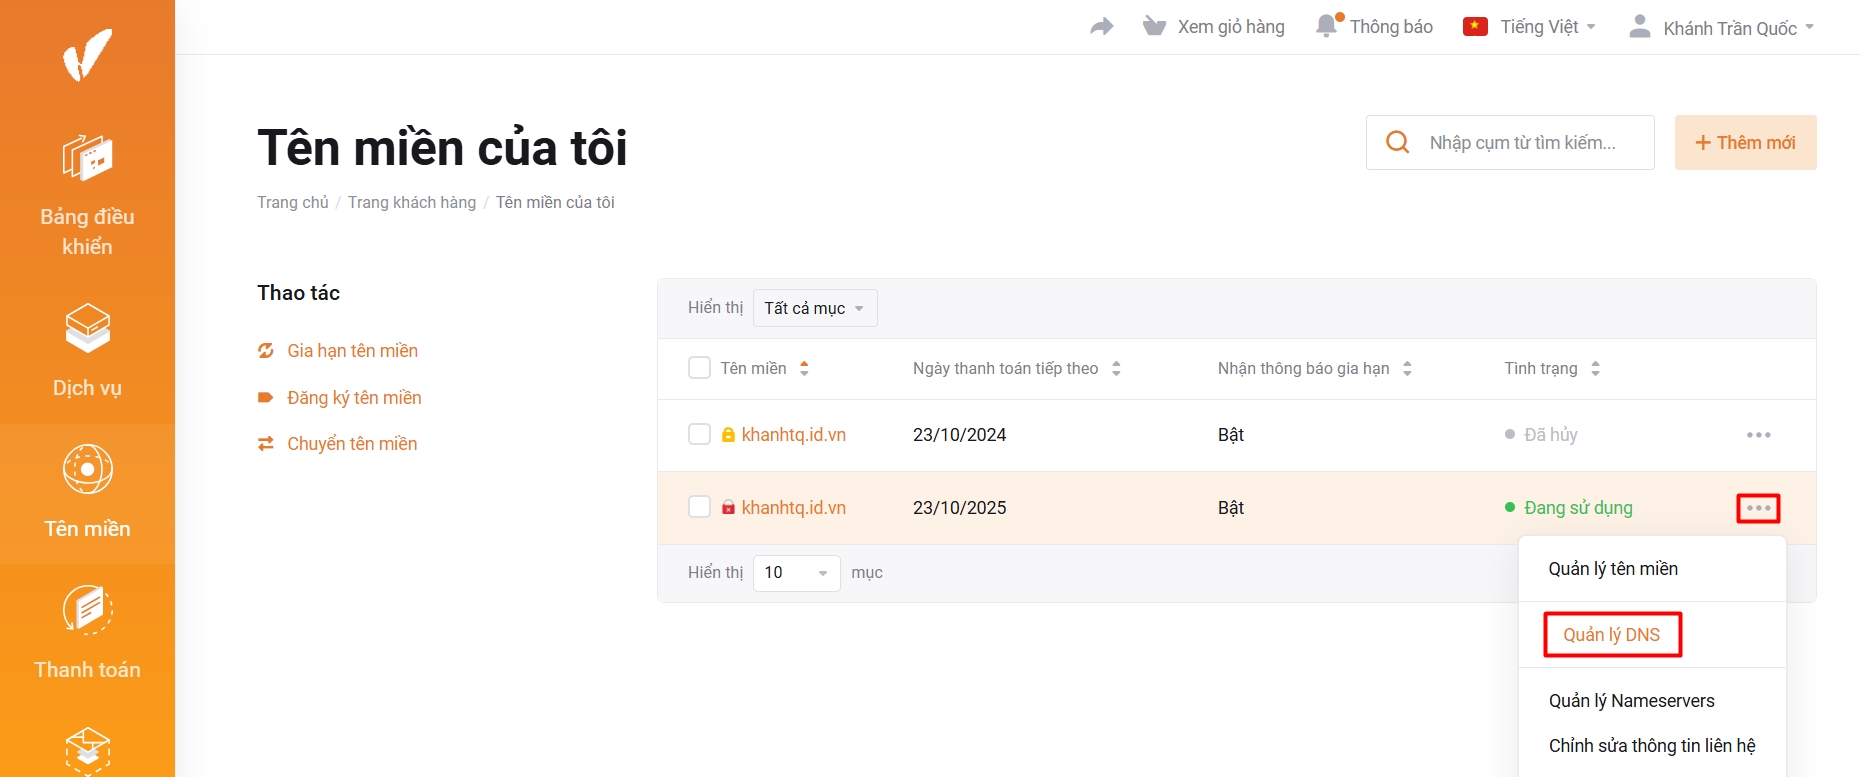 Xem giỏ hàng
Thông báo
Tiếng Việt
Khánh Trần Quốc
Bảng điều
khiển
Dịch vụ
Tên miền
Thanh toán
Tên miền của tôi
Trang chủ / Trang khách hàng / Tên miền của tôi
Nhập cụm từ tìm kiếm...
+ Thêm mới
Thao tác
Gia hạn tên miền
Đăng ký tên miền
Chuyển tên miền
Hiển thị Tất cả mục
Tên miền Ngày thanh toán tiếp theo Nhận thông báo gia hạn Tình trạng
khanhtq.id.vn 23/10/2024 Bật Đã hủy
khanhtq.id.vn 23/10/2025 Bật Đang sử dụng
Hiển thị 10 mục
Quản lý tên miền
Quản lý DNS
Quản lý Nameservers
Chỉnh sửa thông tin liên hệ